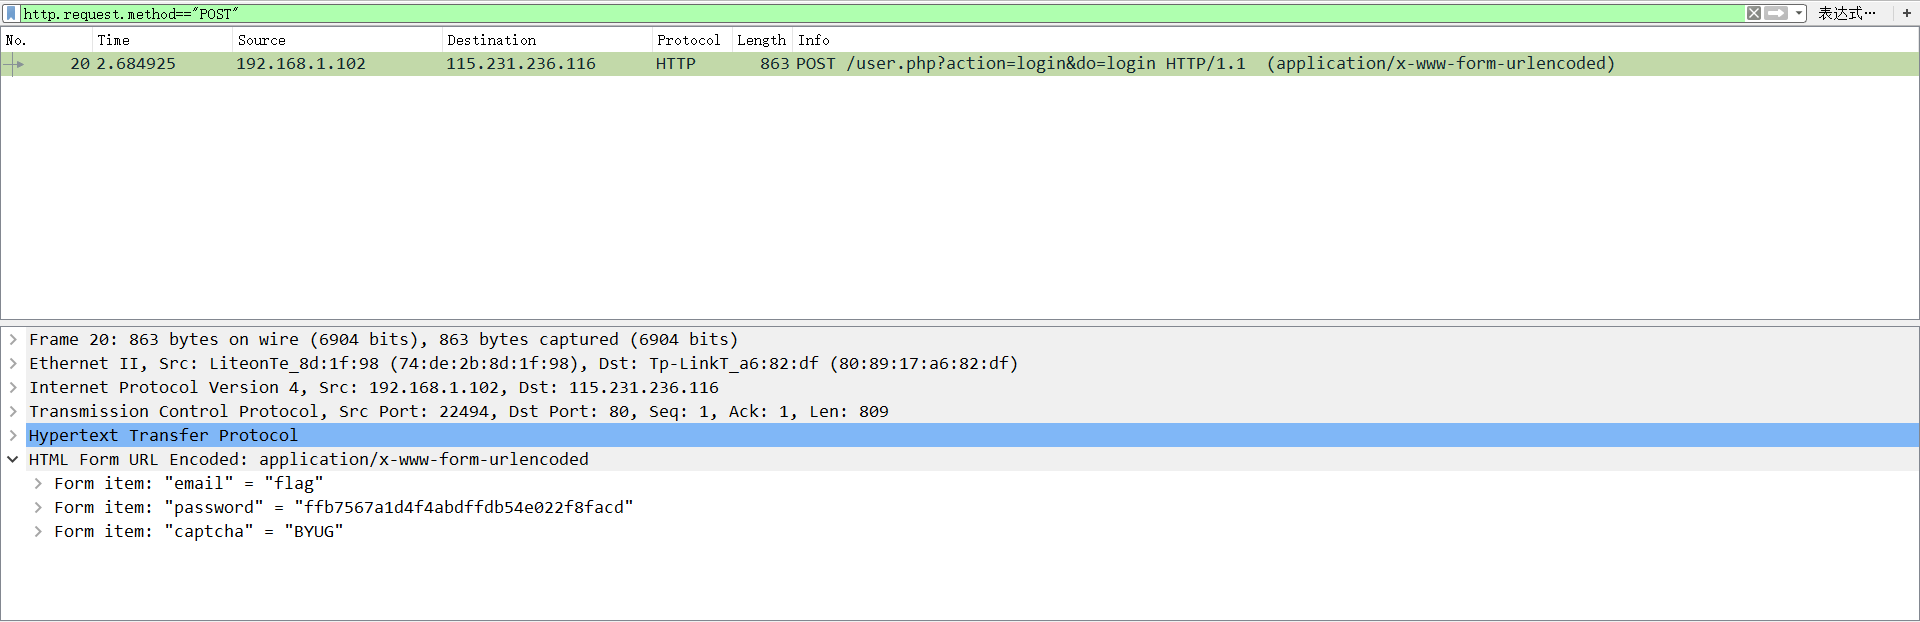 http.request.method=="POST" 表达式… +
No. Time Source Destination Protocol Length Info
20 2.684925 192.168.1.102 115.231.236.116 HTTP 863 POST /user.php?action=login&do=login HTTP/1.1 (application/x-www-form-urlencoded)
Frame 20: 863 bytes on wire (6904 bits), 863 bytes captured (6904 bits)
Ethernet II, Src: LiteonTe_8d:1f:98 (74:de:2b:8d:1f:98), Dst: Tp-LinkT_a6:82:df (80:89:17:a6:82:df)
Internet Protocol Version 4, Src: 192.168.1.102, Dst: 115.231.236.116
Transmission Control Protocol, Src Port: 22494, Dst Port: 80, Seq: 1, Ack: 1, Len: 809
Hypertext Transfer Protocol
HTML Form URL Encoded: application/x-www-form-urlencoded
Form item: "email" = "flag"
Form item: "password" = "ffb7567a1d4f4abdffdb54e022f8facd"
Form item: "captcha" = "BYUG"